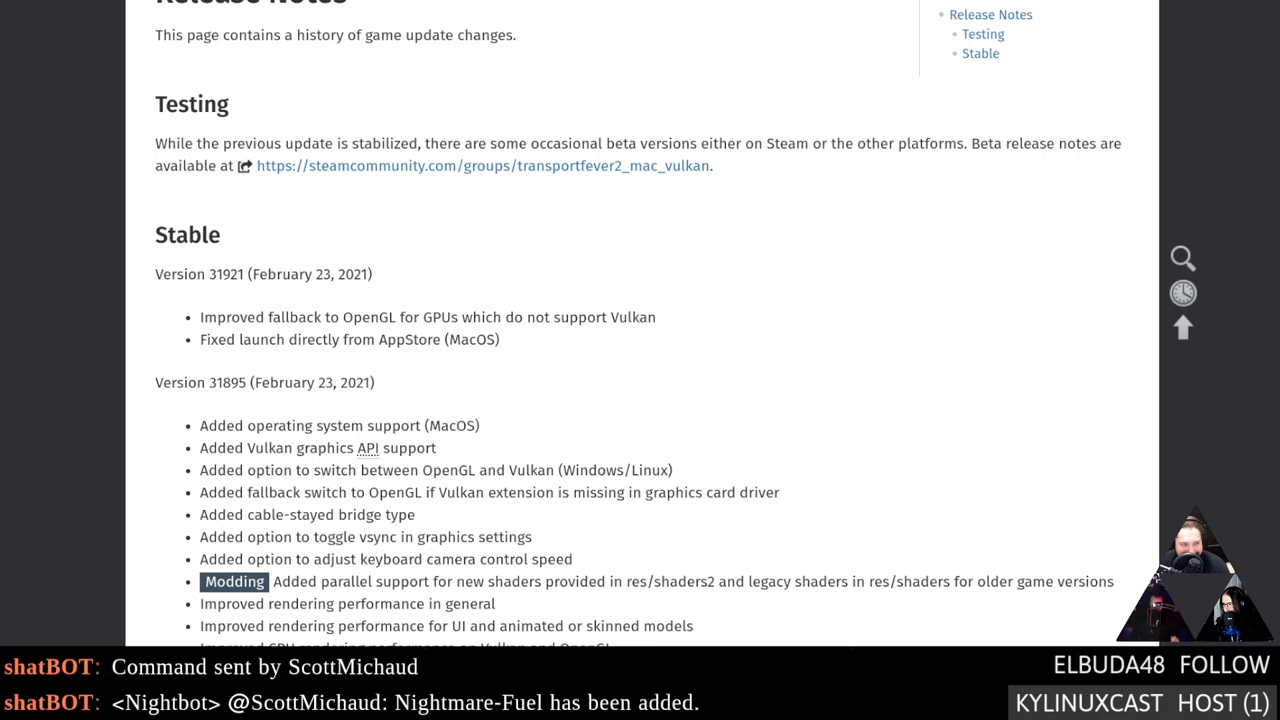 Release Notes
This page contains a history of game update changes.
Release Notes
Testing
Stable
Testing
While the previous update is stabilized, there are some occasional beta versions either on Steam or the other platforms. Beta release notes are
available at https://steamcommunity.com/groups/transportfever2_mac_vulkan.
Stable
Version 31921 (February 23, 2021)
Improved fallback to OpenGL for GPUs which do not support Vulkan
Fixed launch directly from AppStore (MacOS)
Version 31895 (February 23, 2021)
Added operating system support (MacOS)
Added Vulkan graphics API support
Added option to switch between OpenGL and Vulkan (Windows/Linux)
Added fallback switch to OpenGL if Vulkan extension is missing in graphics card driver
Added cable-stayed bridge type
Added option to toggle vsync in graphics settings
Added option to adjust keyboard camera control speed
Modding Added parallel support for new shaders provided in res/shaders2 and legacy shaders in res/shaders for older game versions
Improved rendering performance in general
Improved rendering performance for UI and animated or skinned models
Improved CPU rendering performance on Vulkan and OpenGL
shatBOT: Command sent by ScottMichaud
shatBOT: <Nightbot> @ScottMichaud: Nightmare-Fuel has been added.
ELBUDA48 FOLLOW
KYLINUXCAST HOST (1)